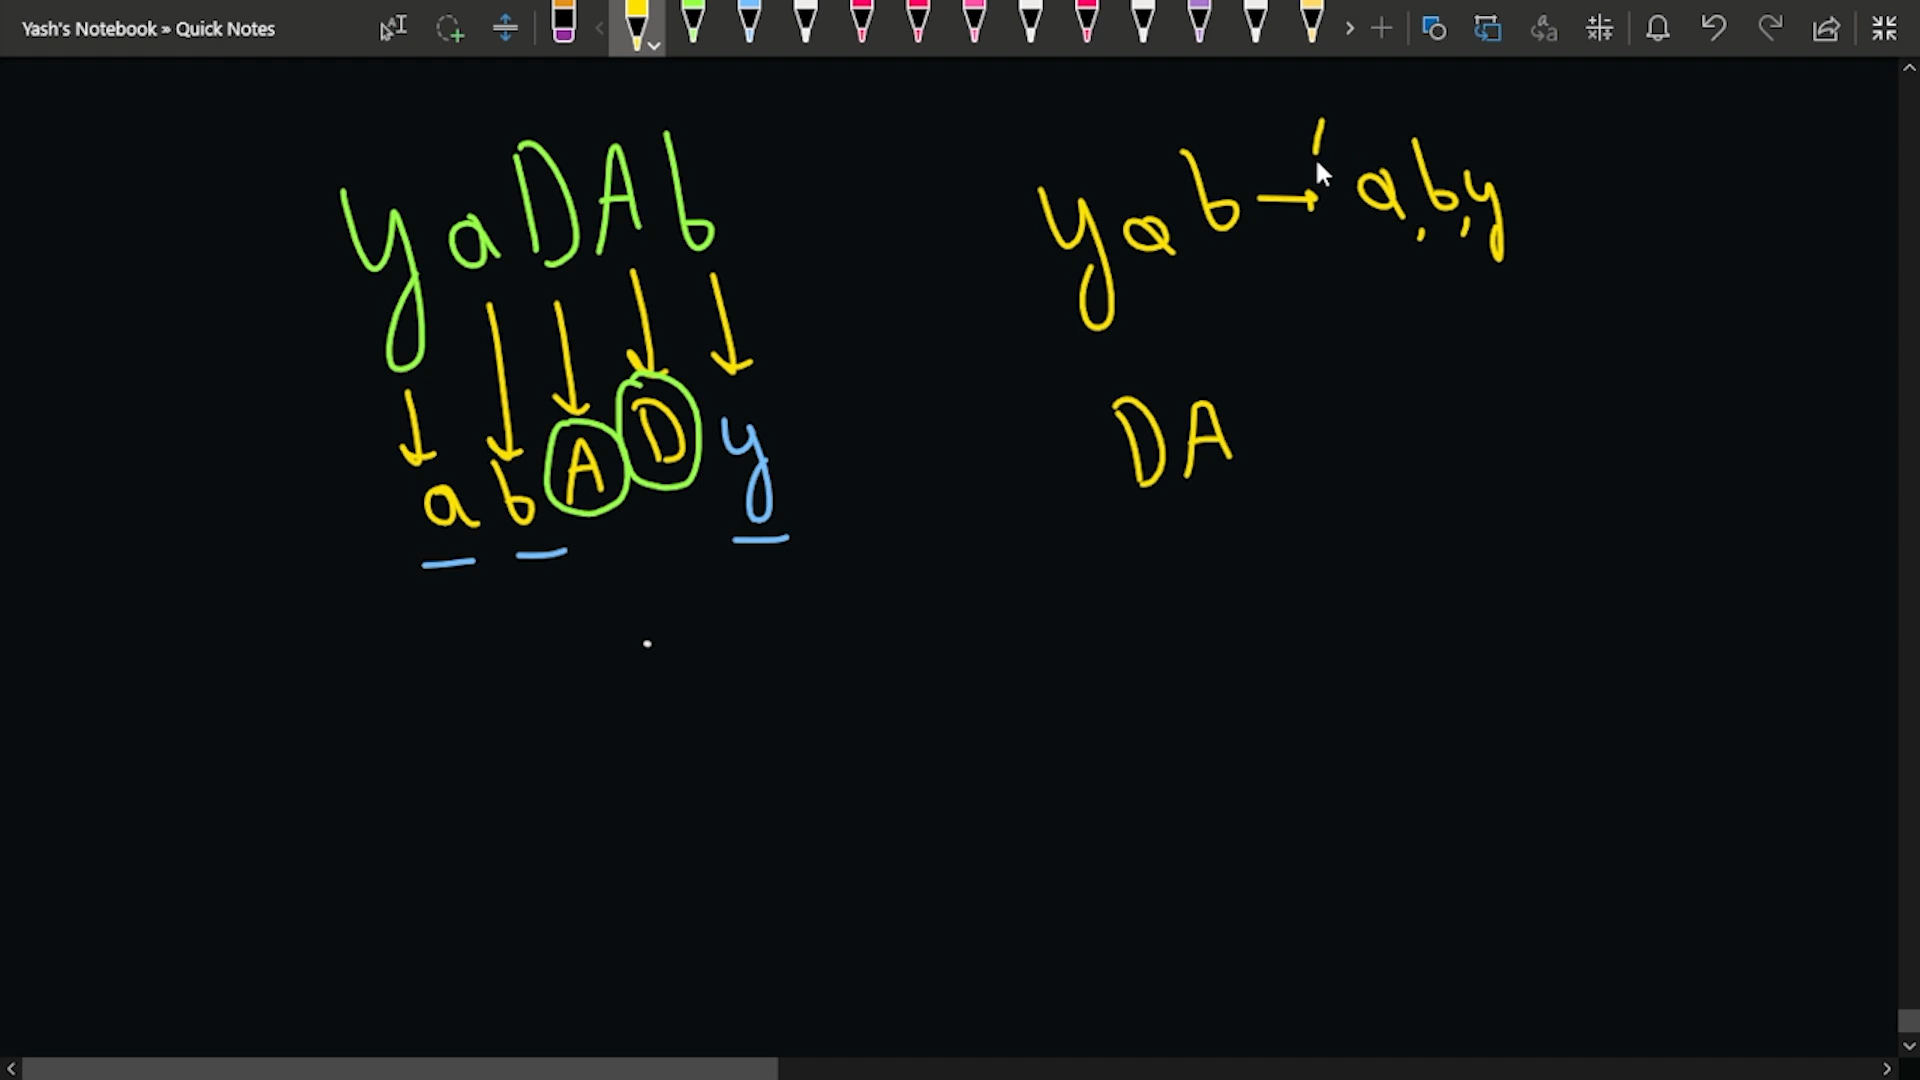 Yash's Notebook » Quick Notes
yaDAb
yab → a,b,y
abADy
DA